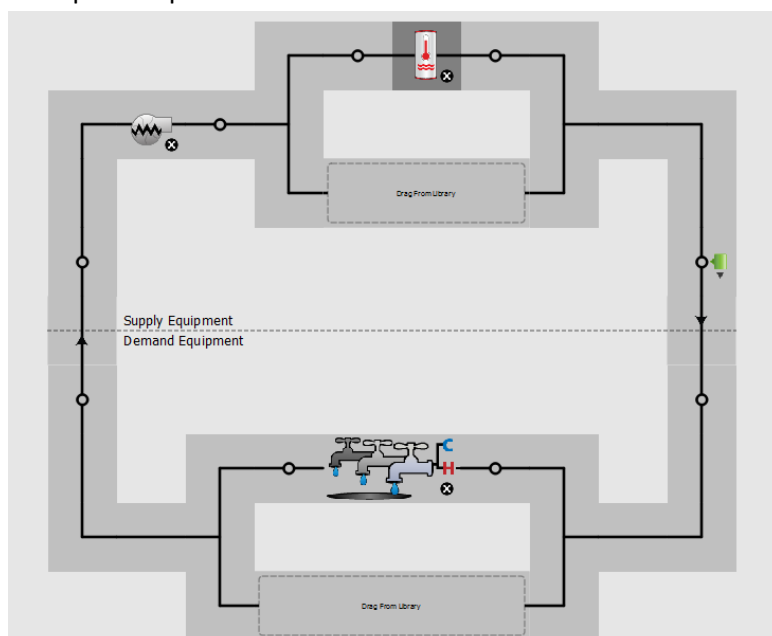 Drag From Library
Supply Equipment
Demand Equipment
C
H
Drag From Library